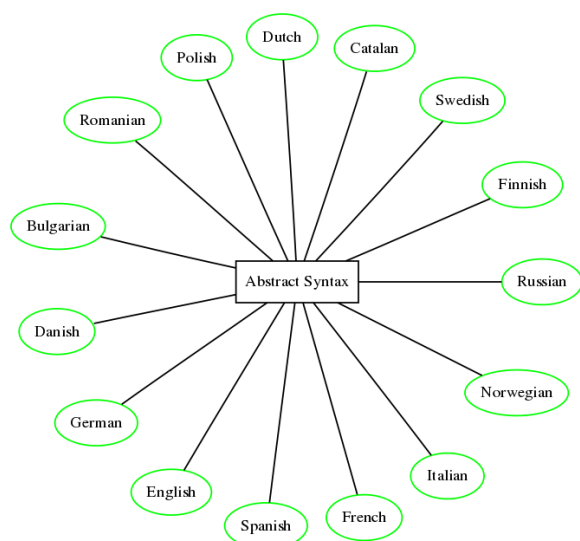 Dutch
Catalan
Polish
Swedish
Romanian
Finnish
Bulgarian
Abstract Syntax
Russian
Danish
Norwegian
German
Italian
English
French
Spanish